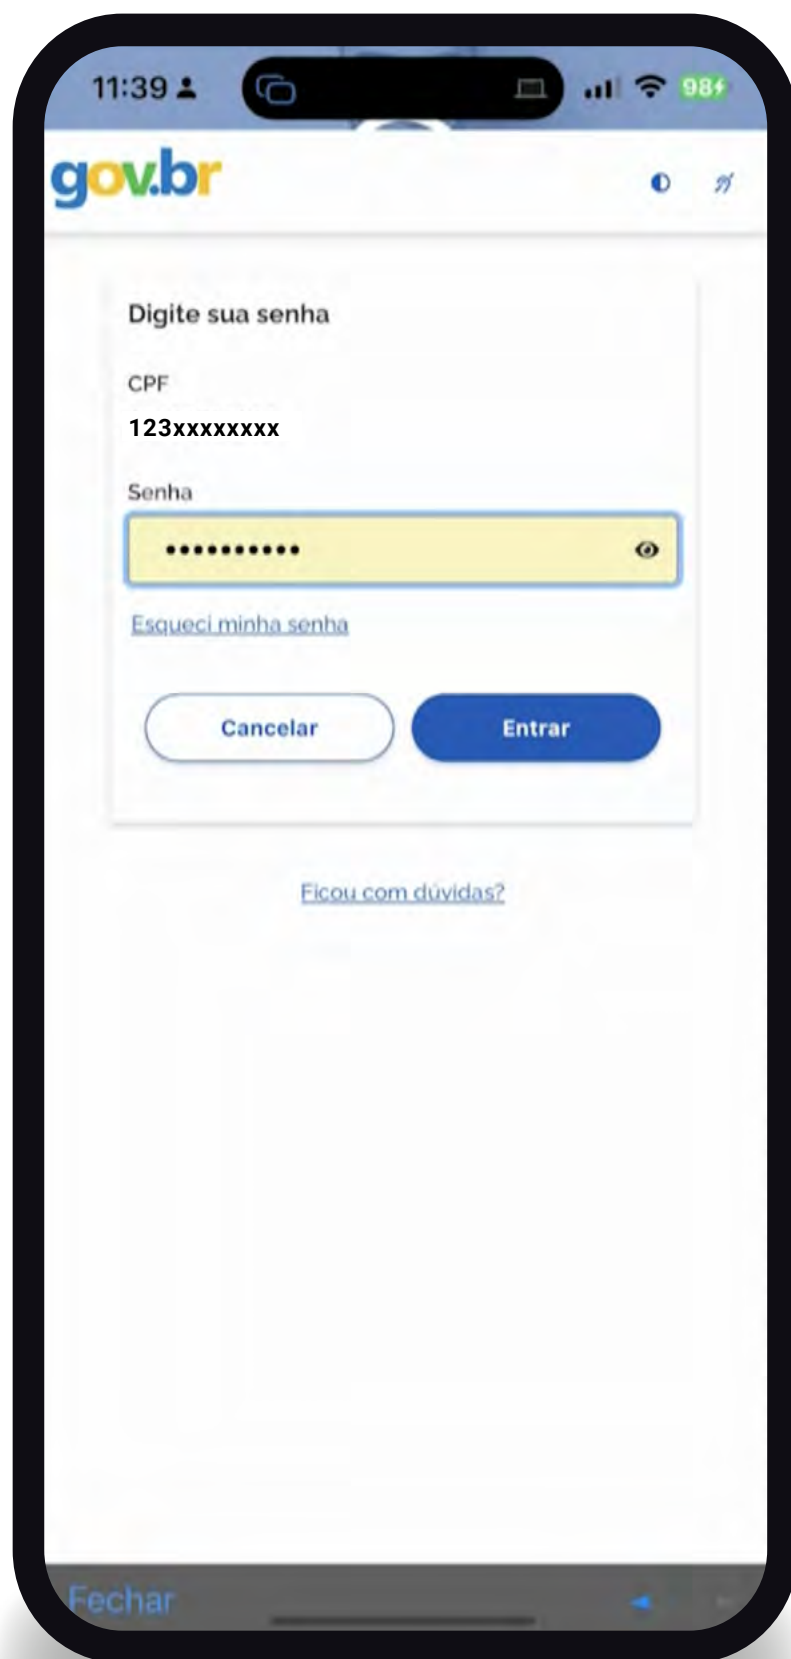 11:39
98
gov.br
Digite sua senha
CPF
123xxxxxxxx
Senha
••••••••••
Esqueci minha senha
Cancelar Entrar
Ficou com dúvidas?
Fechar